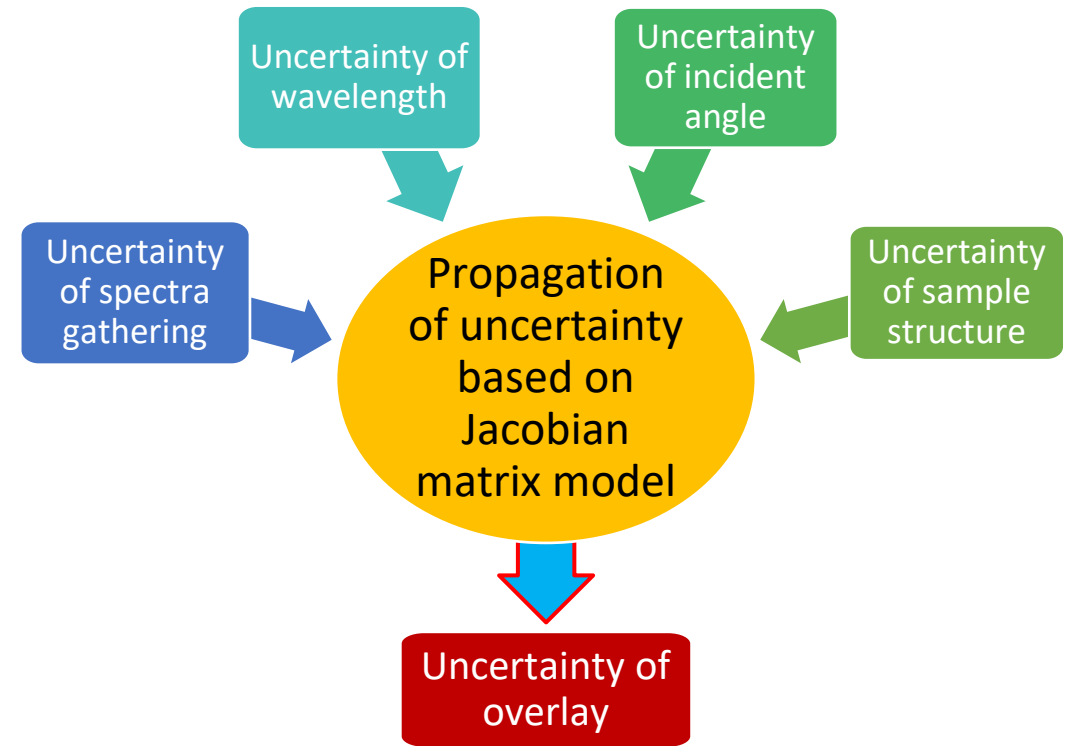 Uncertainty of
wavelength
Uncertainty
of incident
angle
Uncertainty
of spectra
gathering
Propagation
of uncertainty
based on
Jacobian
matrix model
Uncertainty
of sample
structure
Uncertainty of
overlay